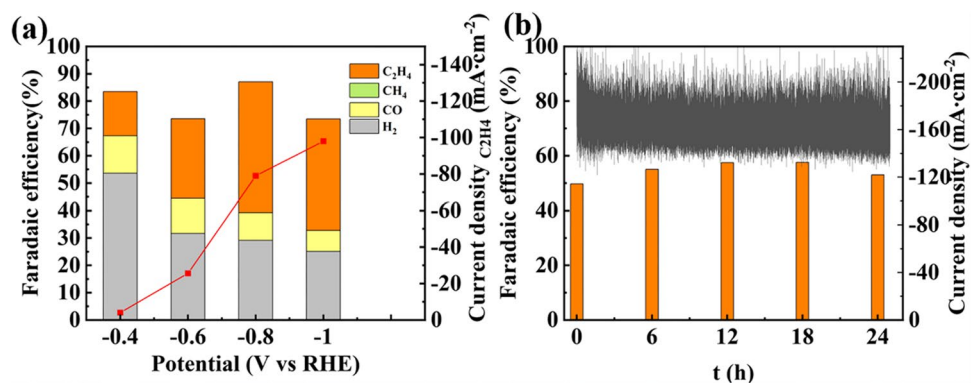 (a)
Faradaic efficiency(%)
100
90
80
70
60
50
40
30
20
10
0
C₂H₄
CH₄
CO
H₂
-140
-120
-100
-80
-60
-40
-20
0
Current density C2H4 (mA·cm⁻²)
-0.4 -0.6 -0.8 -1
Potential (V vs RHE)
(b)
Faradaic efficiency (%)
100
80
60
40
20
0
-200
-160
-120
-80
-40
0
Current density (mA·cm⁻²)
0 6 12 18 24
t (h)